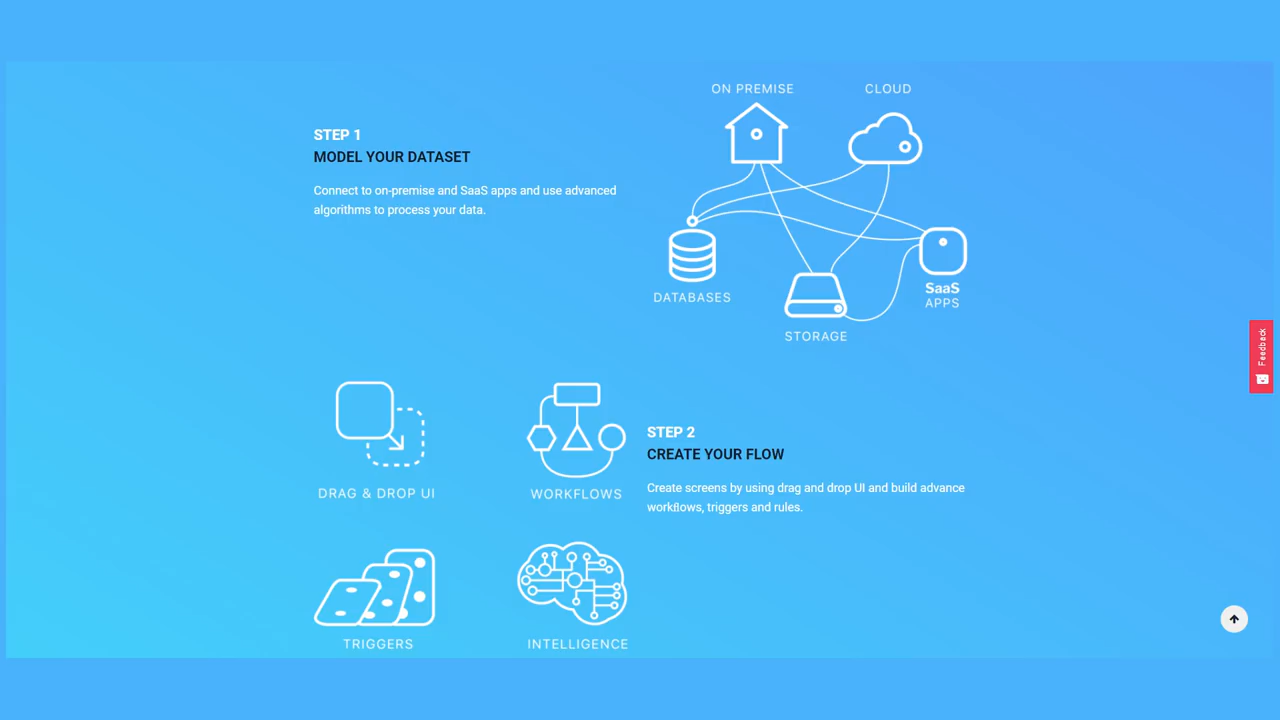 ON PREMISE
CLOUD
STEP 1
MODEL YOUR DATASET
Connect to on-premise and SaaS apps and use advanced
algorithms to process your data.
DATABASES
SaaS
APPS
STORAGE
Feedback
DRAG & DROP UI
WORKFLOWS
STEP 2
CREATE YOUR FLOW
Create screens by using drag and drop UI and build advance
workflows, triggers and rules.
TRIGGERS
INTELLIGENCE